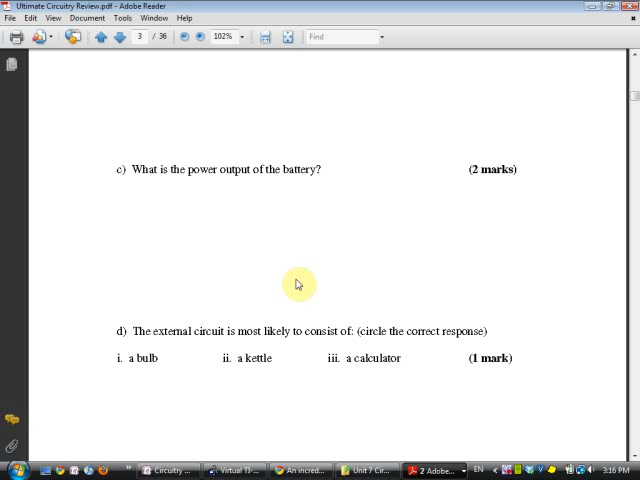 Ultimate Circuitry Review.pdf - Adobe Reader
File Edit View Document Tools Window Help
3 / 36 102% Find
c) What is the power output of the battery? (2 marks)
d) The external circuit is most likely to consist of: (circle the correct response)
i. a bulb ii. a kettle iii. a calculator (1 mark)
Circuitry ... Virtual TI-... An incred... Unit 7 Cir... 2 Adobe... EN 3:16 PM